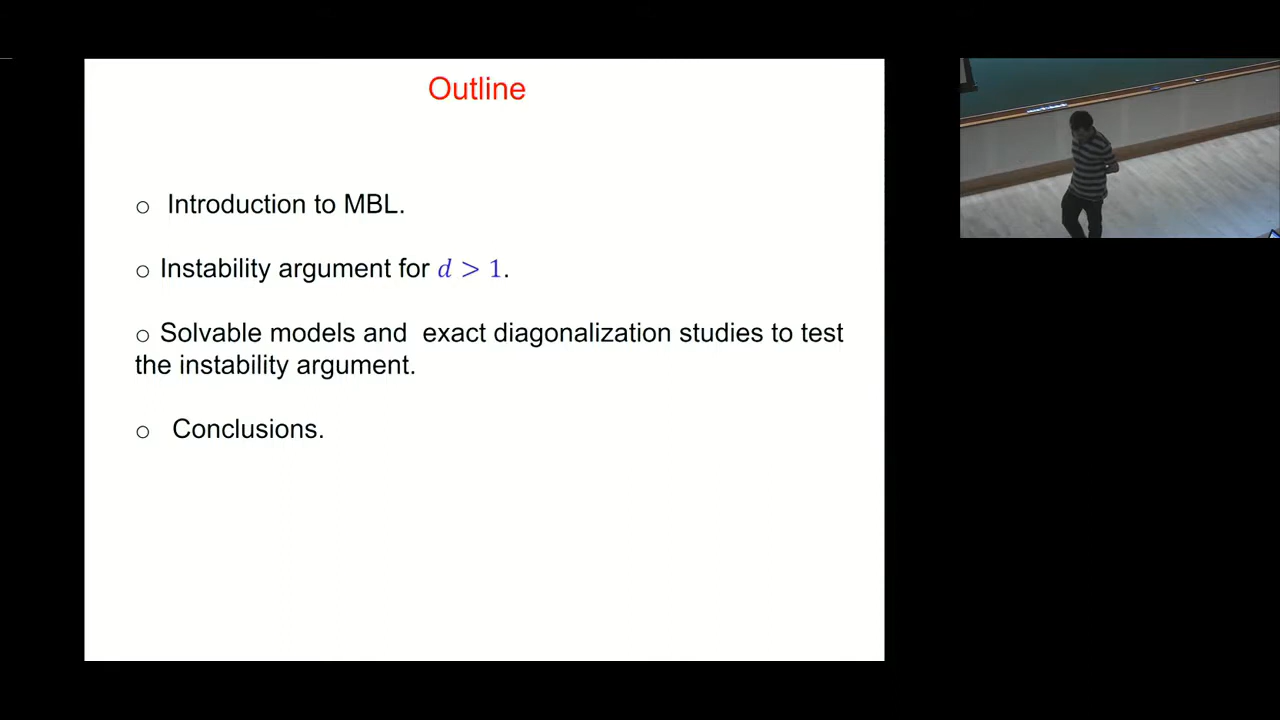 Outline
o Introduction to MBL.
o Instability argument for d > 1.
o Solvable models and exact diagonalization studies to test
the instability argument.
o Conclusions.